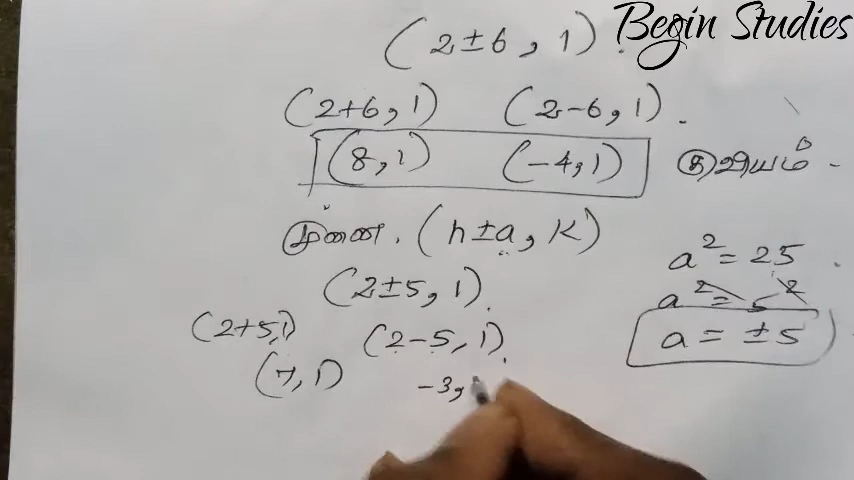 Begin Studies
(2±6, 1).
(2+6, 1) (2-6, 1).
(8, 1) (-4, 1) குவியம் -
முனை. (h±a, K)
a² = 25
(2±5, 1).
a² = 5²
(2+5,1) (2-5, 1).
a = ±5
(7, 1) -3,